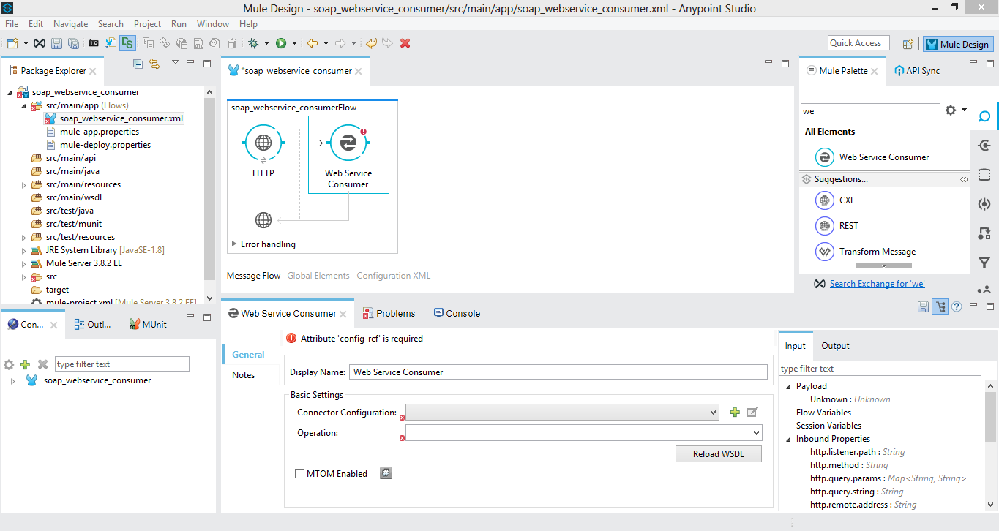 Mule Design - soap_webservice_consumer/src/main/app/soap_webservice_consumer.xml - Anypoint Studio
File Edit Navigate Search Project Run Window Help
Quick Access
Mule Design
Package Explorer
soap_webservice_consumer
src/main/app (Flows)
soap_webservice_consumer.xml
mule-app.properties
mule-deploy.properties
src/main/api
src/main/java
src/main/resources
src/main/wsdl
src/test/java
src/test/munit
src/test/resources
JRE System Library [JavaSE-1.8]
Mule Server 3.8.2 EE
src
target
mule-project.xml [Mule Server 3.8.2 EE]
*soap_webservice_consumer
soap_webservice_consumerFlow
HTTP
Web Service
Consumer
Error handling
Message Flow Global Elements Configuration XML
Mule Palette
API Sync
we
All Elements
Web Service Consumer
Suggestions...
CXF
REST
Transform Message
Search Exchange for 'we'
Con...
Outl...
MUnit
type filter text
soap_webservice_consumer
Web Service Consumer
Problems
Console
General
Notes
Attribute 'config-ref' is required
Display Name: Web Service Consumer
Basic Settings
Connector Configuration:
Operation:
Reload WSDL
MTOM Enabled
Input
Output
type filter text
Payload
Unknown : Unknown
Flow Variables
Session Variables
Inbound Properties
http.listener.path : String
http.method : String
http.query.params : Map<String, String>
http.query.string : String
http.remote.address : String